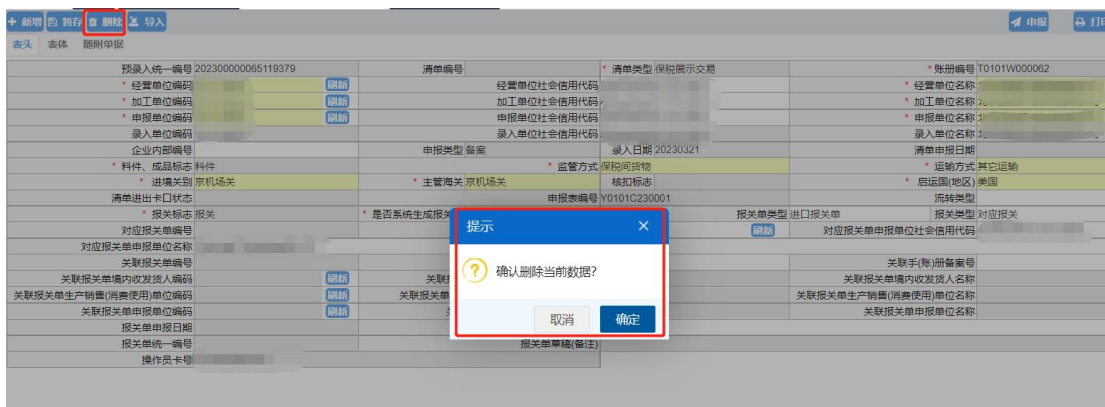 新增 暂存 删除 导入 申报 打印
表头 表体 随附单据
预录入统一编号 202300000065119379 清单编号 * 清单类型 保税展示交易 * 账册编号 T0101W000062
* 经营单位编码 刷新 经营单位社会信用代码 * 经营单位名称
* 加工单位编码 刷新 加工单位社会信用代码 * 加工单位名称
* 申报单位编码 刷新 申报单位社会信用代码 * 申报单位名称
录入单位编码 录入单位社会信用代码 录入单位名称
企业内部编号 申报类型 备案 录入日期 20230321 清单申报日期
* 料件、成品标志 料件 * 监管方式 保税间货物 * 运输方式 其它运输
* 进境关别 京机场关 * 主管海关 京机场关 核扣标志 * 启运国(地区) 美国
清单进出卡口状态 申报表编号 Y0101C230001 流转类型
* 报关标志 报关 * 是否系统生成报关 报关单类型 进口报关单 报关类型 对应报关
对应报关单编号 刷新 对应报关单申报单位社会信用代码
对应报关单申报单位名称
关联报关单编号 关联手(账)册备案号
关联报关单境内收发货人编码 刷新 关联 关联报关单境内收发货人名称
关联报关单生产销售(消费使用)单位编码 刷新 关联报关单 关联报关单生产销售(消费使用)单位名称
关联报关单申报单位编码 刷新 关联报关单申报单位名称
报关单申报日期
报关单统一编号 报关单草稿(备注)
操作员卡号
提示 ×
? 确认删除当前数据?
取消 确定